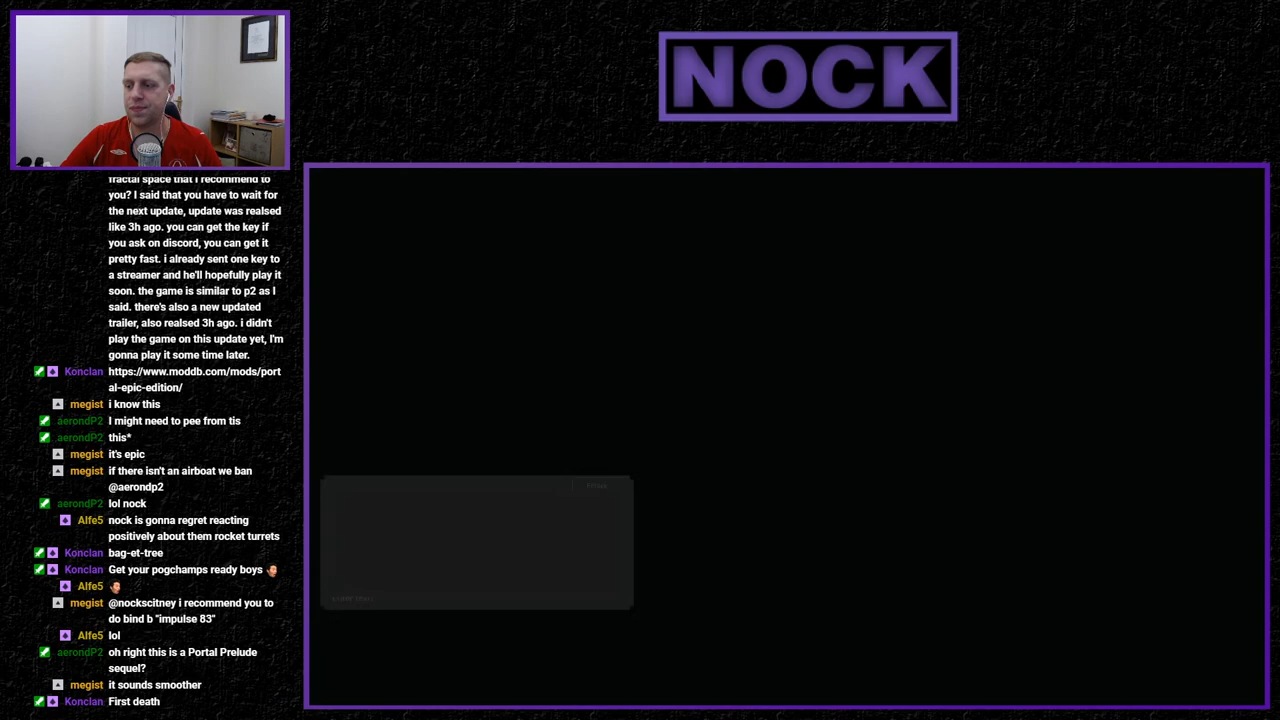 NOCK
fractal space that i recommend to
you? I said that you have to wait for
the next update, update was realsed
like 3h ago. you can get the key if
you ask on discord, you can get it
pretty fast. i already sent one key to
a streamer and he'll hopefully play it
soon. the game is similar to p2 as I
said. there's also a new updated
trailer, also realsed 3h ago. i didn't
play the game on this update yet, I'm
gonna play it some time later.
Konclan https://www.moddb.com/mods/port
al-epic-edition/
megist i know this
aerondP2 I might need to pee from tis
aerondP2 this*
megist it's epic
megist if there isn't an airboat we ban
@aerondp2
aerondP2 lol nock
Alfe5 nock is gonna regret reacting
positively about them rocket turrets
Konclan bag-et-tree
Konclan Get your pogchamps ready boys
Alfe5
megist @nockscitney i recommend you to
do bind b "impulse 83"
Alfe5 lol
aerondP2 oh right this is a Portal Prelude
sequel?
megist it sounds smoother
Konclan First death